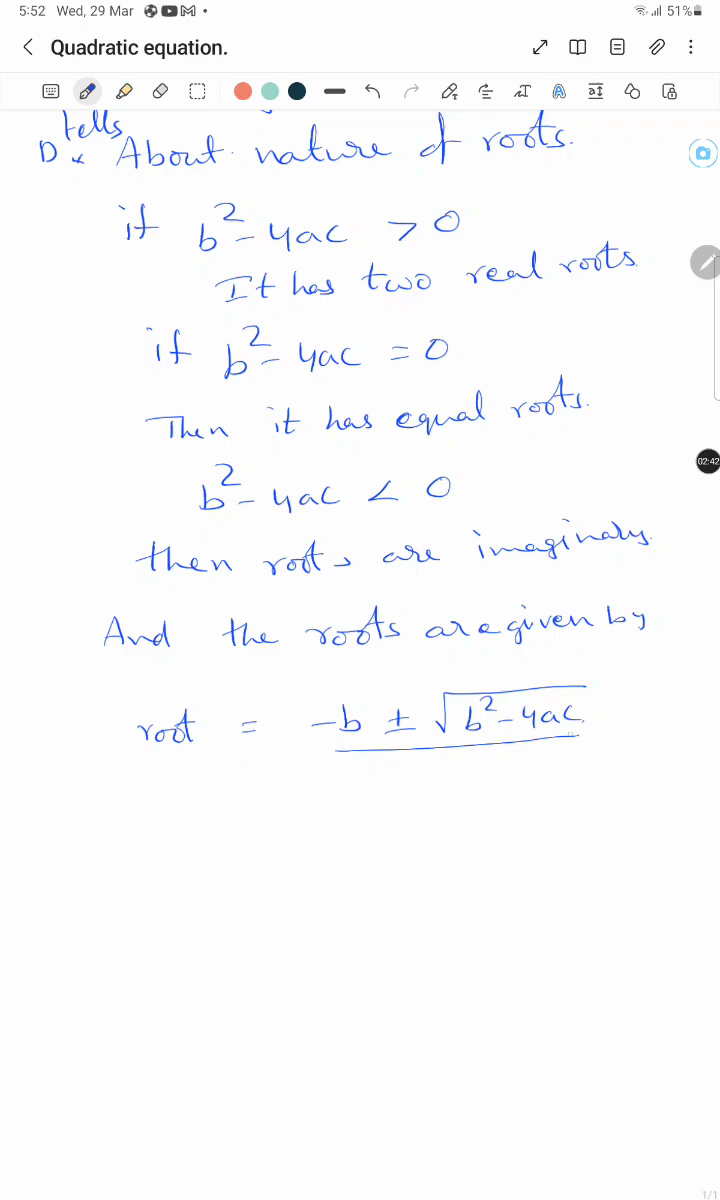 5:52 Wed, 29 Mar 51%
Quadratic equation.
tells
D About nature of roots.
if b²-4ac > 0
It has two real roots
if b²-4ac = 0
Then it has equal roots.
b²-4ac < 0
then roots are imaginary.
And the roots are given by
root = -b ± √b²-4ac
02:42
1/1